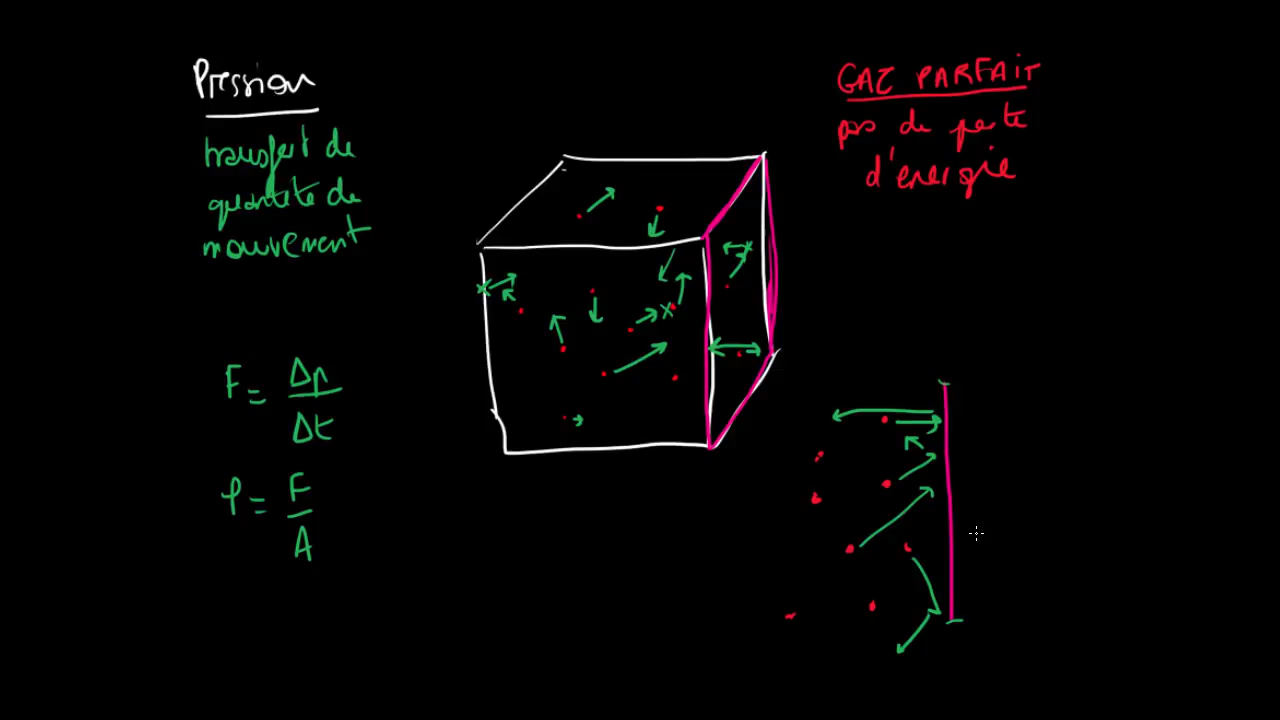 Pression
transfert de
quantité de
mouvement
F = Δp
Δt
P = F
A
GAZ PARFAIT
pas de perte
d'énergie